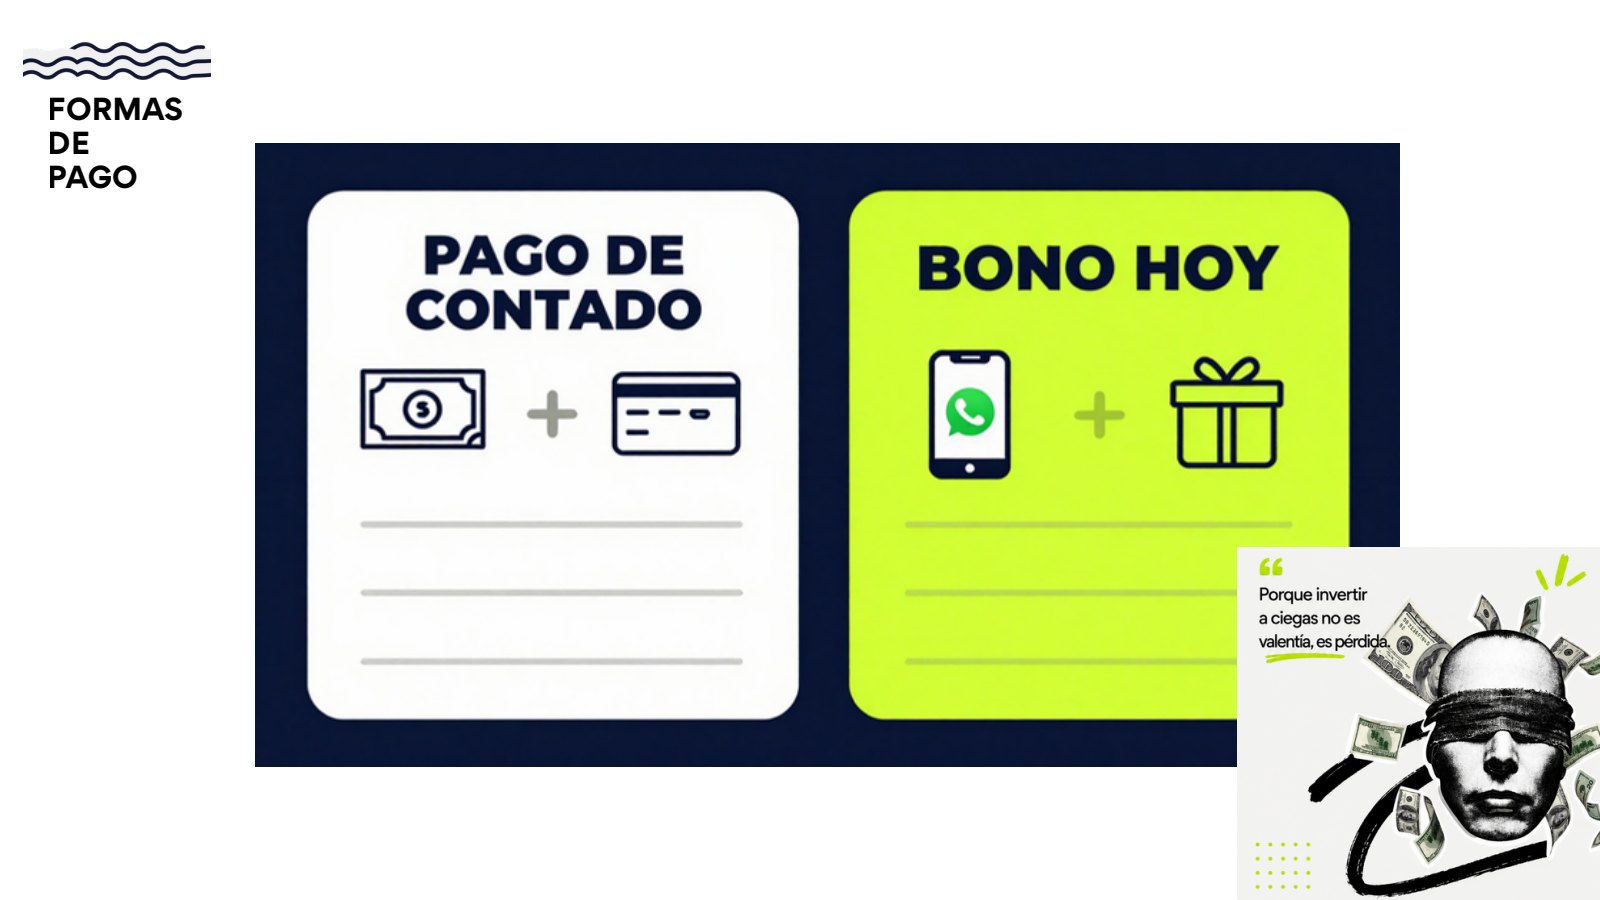 FORMAS
DE
PAGO
PAGO DE
CONTADO
BONO HOY
“
Porque invertir
a ciegas no es
valentía, es pérdida.